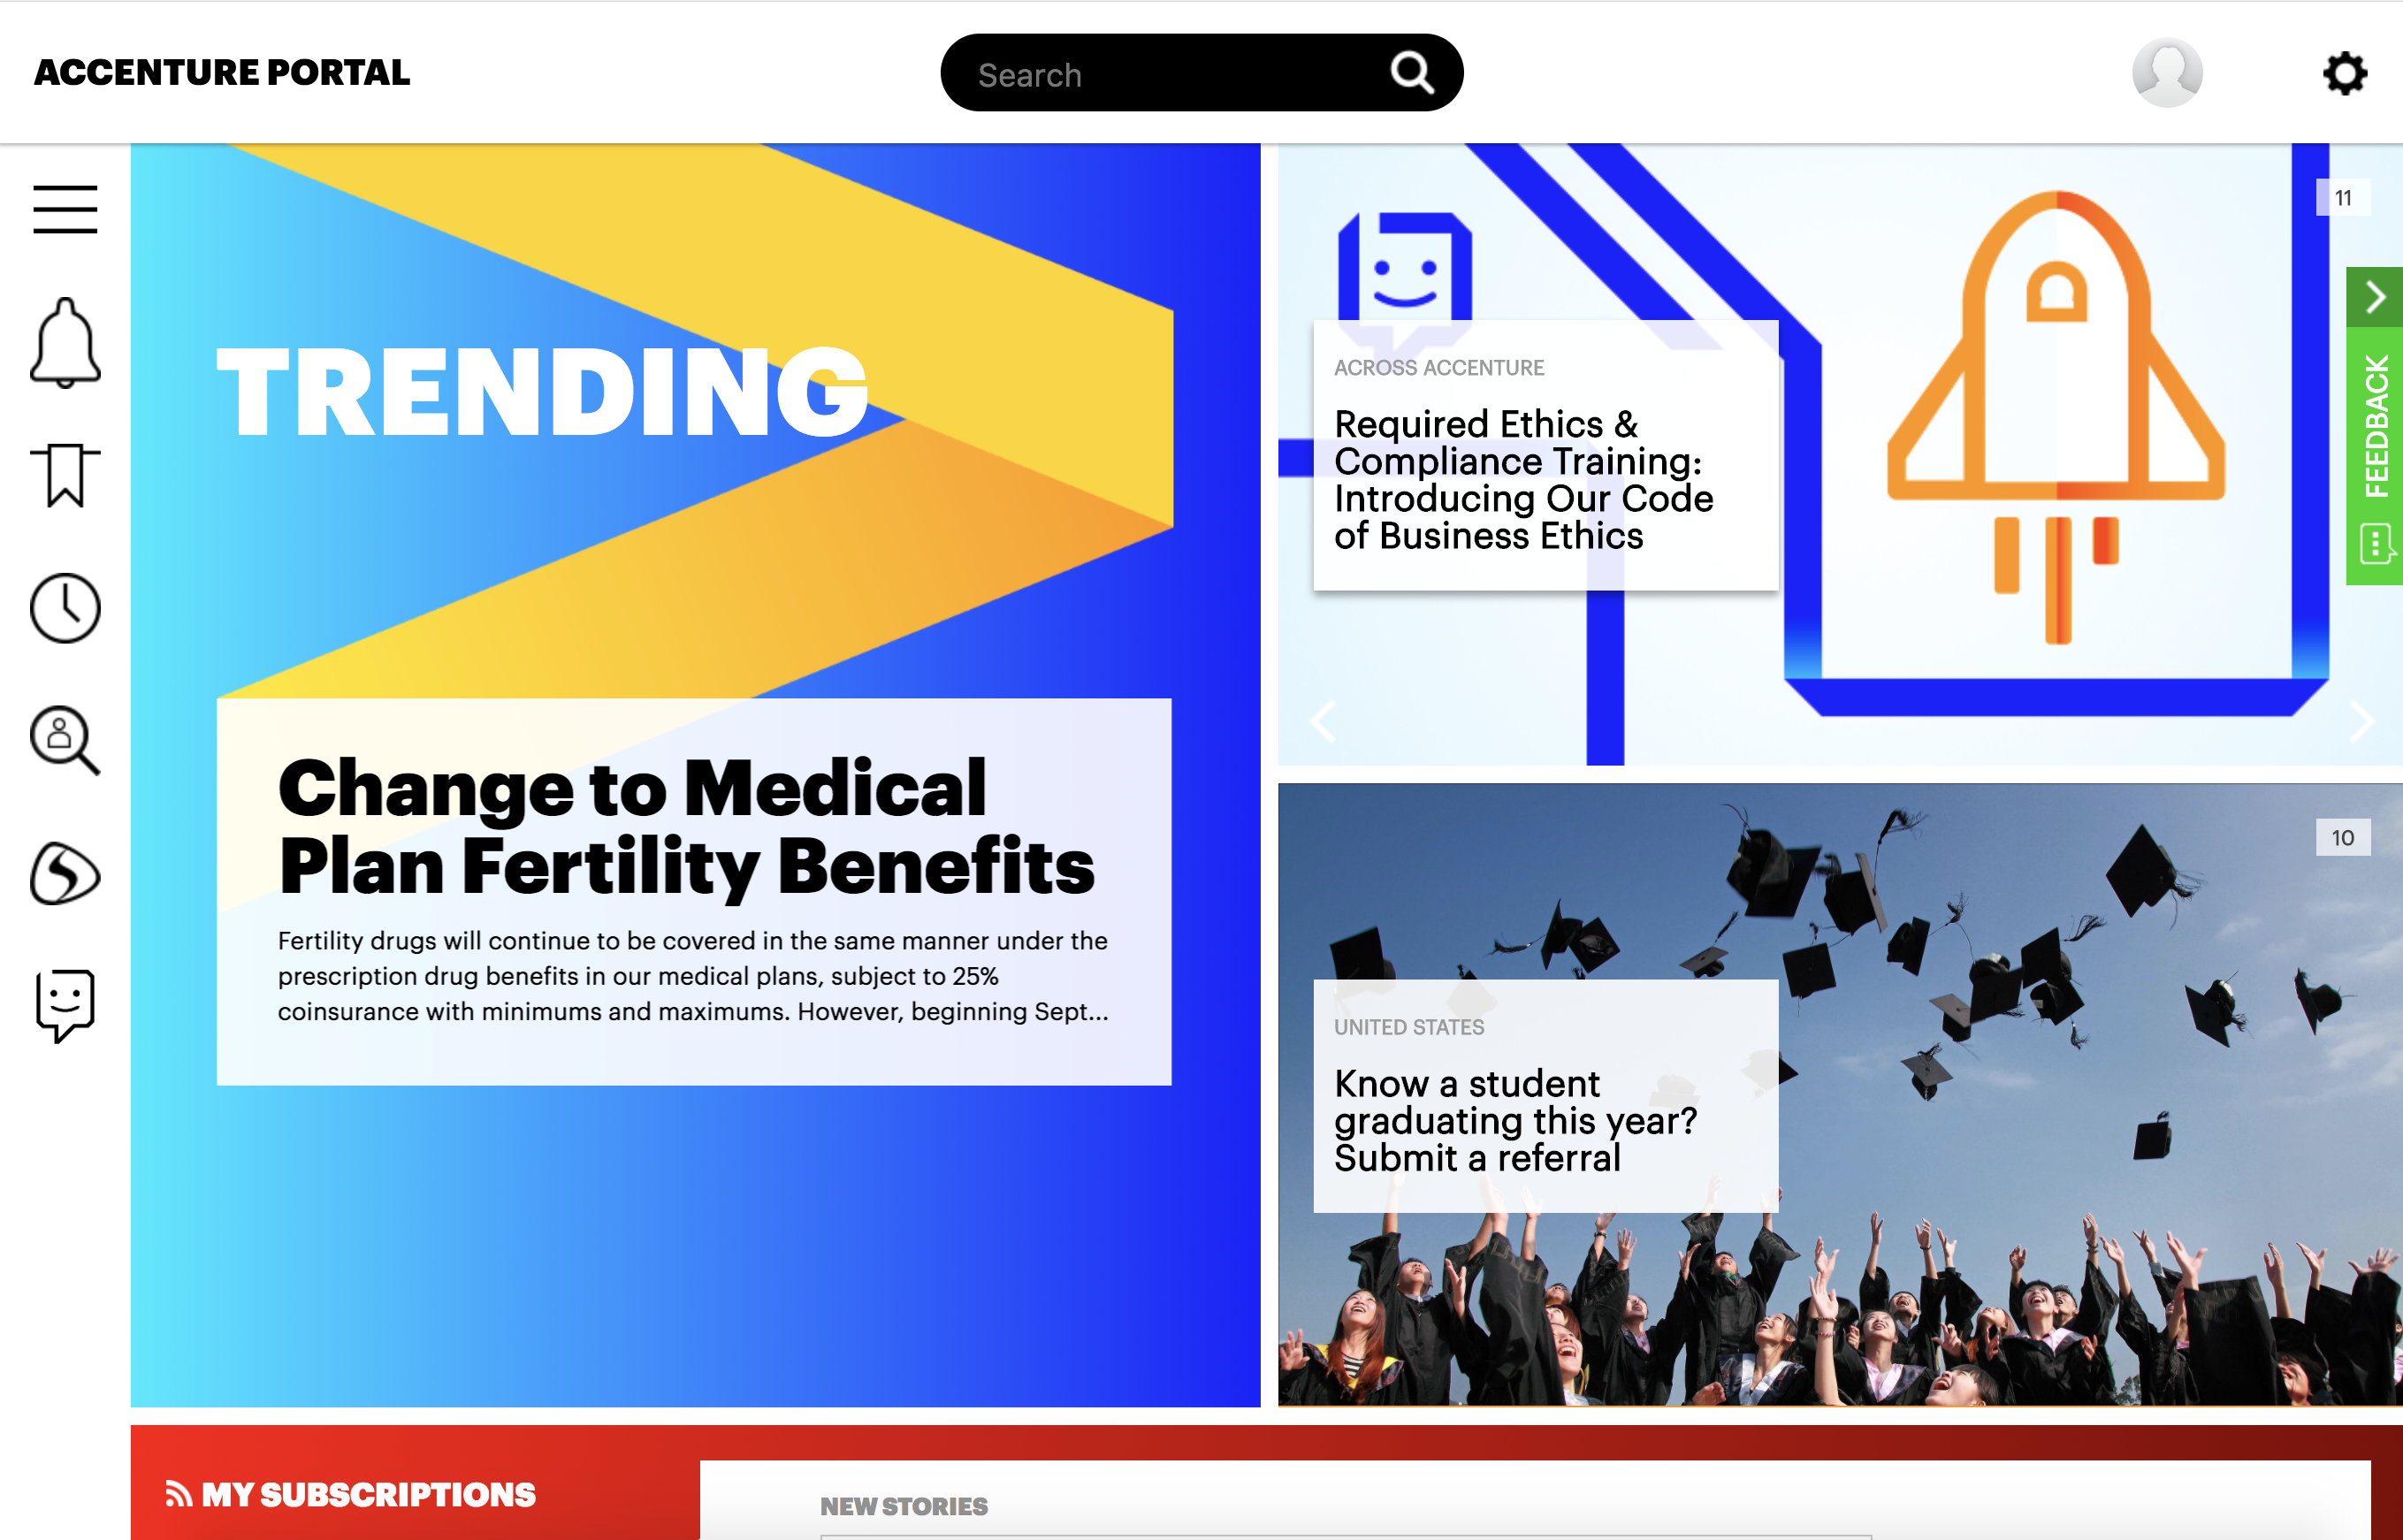 ACCENTURE PORTAL
Search
TRENDING
Change to Medical
Plan Fertility Benefits
Fertility drugs will continue to be covered in the same manner under the
prescription drug benefits in our medical plans, subject to 25%
coinsurance with minimums and maximums. However, beginning Sept...
11
ACROSS ACCENTURE
Required Ethics &
Compliance Training:
Introducing Our Code
of Business Ethics
FEEDBACK
10
UNITED STATES
Know a student
graduating this year?
Submit a referral
MY SUBSCRIPTIONS
NEW STORIES